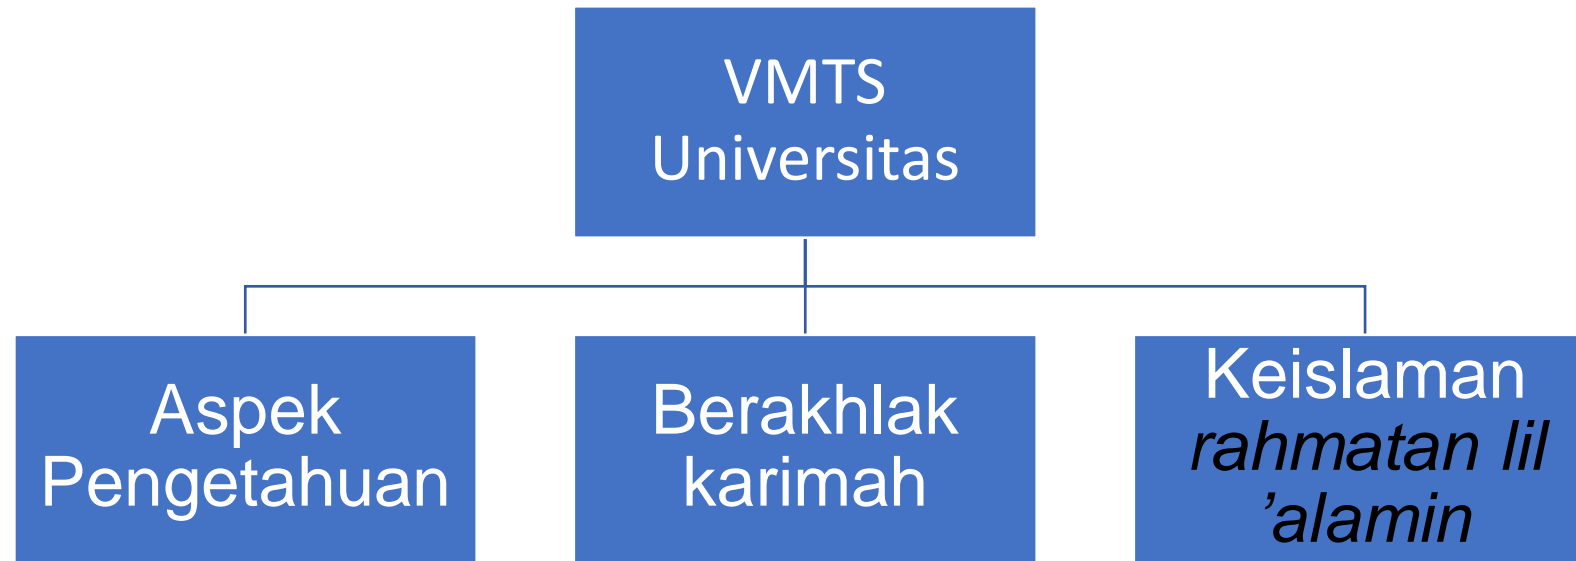 VMTS
Universitas
Aspek
Pengetahuan
Berakhlak
karimah
Keislaman
rahmatan lil
’alamin